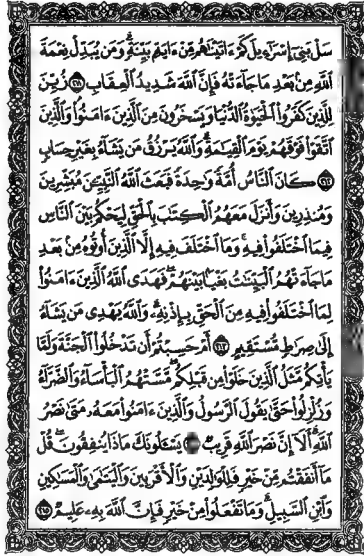 سَلْ بَنِىٓ إِسْرَٰٓءِيلَ كَمْ ءَاتَيْنَٰهُم مِّنْ ءَايَةٍۭ بَيِّنَةٍ ۗ وَمَن يُبَدِّلْ نِعْمَةَ
ٱللَّهِ مِنۢ بَعْدِ مَا جَآءَتْهُ فَإِنَّ ٱللَّهَ شَدِيدُ ٱلْعِقَابِ ٢١١ زُيِّنَ
لِلَّذِينَ كَفَرُوا۟ ٱلْحَيَوٰةُ ٱلدُّنْيَا وَيَسْخَرُونَ مِنَ ٱلَّذِينَ ءَامَنُوا۟ ۘ وَٱلَّذِينَ
ٱتَّقَوْا۟ فَوْقَهُمْ يَوْمَ ٱلْقِيَٰمَةِ ۗ وَٱللَّهُ يَرْزُقُ مَن يَشَآءُ بِغَيْرِ حِسَابٍ
٢١٢ كَانَ ٱلنَّاسُ أُمَّةً وَٰحِدَةً فَبَعَثَ ٱللَّهُ ٱلنَّبِيِّـۧنَ مُبَشِّرِينَ
وَمُنذِرِينَ وَأَنزَلَ مَعَهُمُ ٱلْكِتَٰبَ بِٱلْحَقِّ لِيَحْكُمَ بَيْنَ ٱلنَّاسِ
فِيمَا ٱخْتَلَفُوا۟ فِيهِ ۚ وَمَا ٱخْتَلَفَ فِيهِ إِلَّا ٱلَّذِينَ أُوتُوهُ مِنۢ بَعْدِ
مَا جَآءَتْهُمُ ٱلْبَيِّنَٰتُ بَغْيًۢا بَيْنَهُمْ ۖ فَهَدَى ٱللَّهُ ٱلَّذِينَ ءَامَنُوا۟
لِمَا ٱخْتَلَفُوا۟ فِيهِ مِنَ ٱلْحَقِّ بِإِذْنِهِۦ ۗ وَٱللَّهُ يَهْدِى مَن يَشَآءُ
إِلَىٰ صِرَٰطٍ مُّسْتَقِيمٍ ٢١٣ أَمْ حَسِبْتُمْ أَن تَدْخُلُوا۟ ٱلْجَنَّةَ وَلَمَّا
يَأْتِكُم مَّثَلُ ٱلَّذِينَ خَلَوْا۟ مِن قَبْلِكُم ۖ مَّسَّتْهُمُ ٱلْبَأْسَآءُ وَٱلضَّرَّآءُ
وَزُلْزِلُوا۟ حَتَّىٰ يَقُولَ ٱلرَّسُولُ وَٱلَّذِينَ ءَامَنُوا۟ مَعَهُۥ مَتَىٰ نَصْرُ
ٱللَّهِ ۗ أَلَآ إِنَّ نَصْرَ ٱللَّهِ قَرِيبٌ ٢١٤ يَسْـَٔلُونَكَ مَاذَا يُنفِقُونَ ۖ قُلْ
مَآ أَنفَقْتُم مِّنْ خَيْرٍ فَلِلْوَٰلِدَيْنِ وَٱلْأَقْرَبِينَ وَٱلْيَتَٰمَىٰ وَٱلْمَسَٰكِينِ
وَٱبْنِ ٱلسَّبِيلِ ۗ وَمَا تَفْعَلُوا۟ مِنْ خَيْرٍ فَإِنَّ ٱللَّهَ بِهِۦ عَلِيمٌ ٢١٥